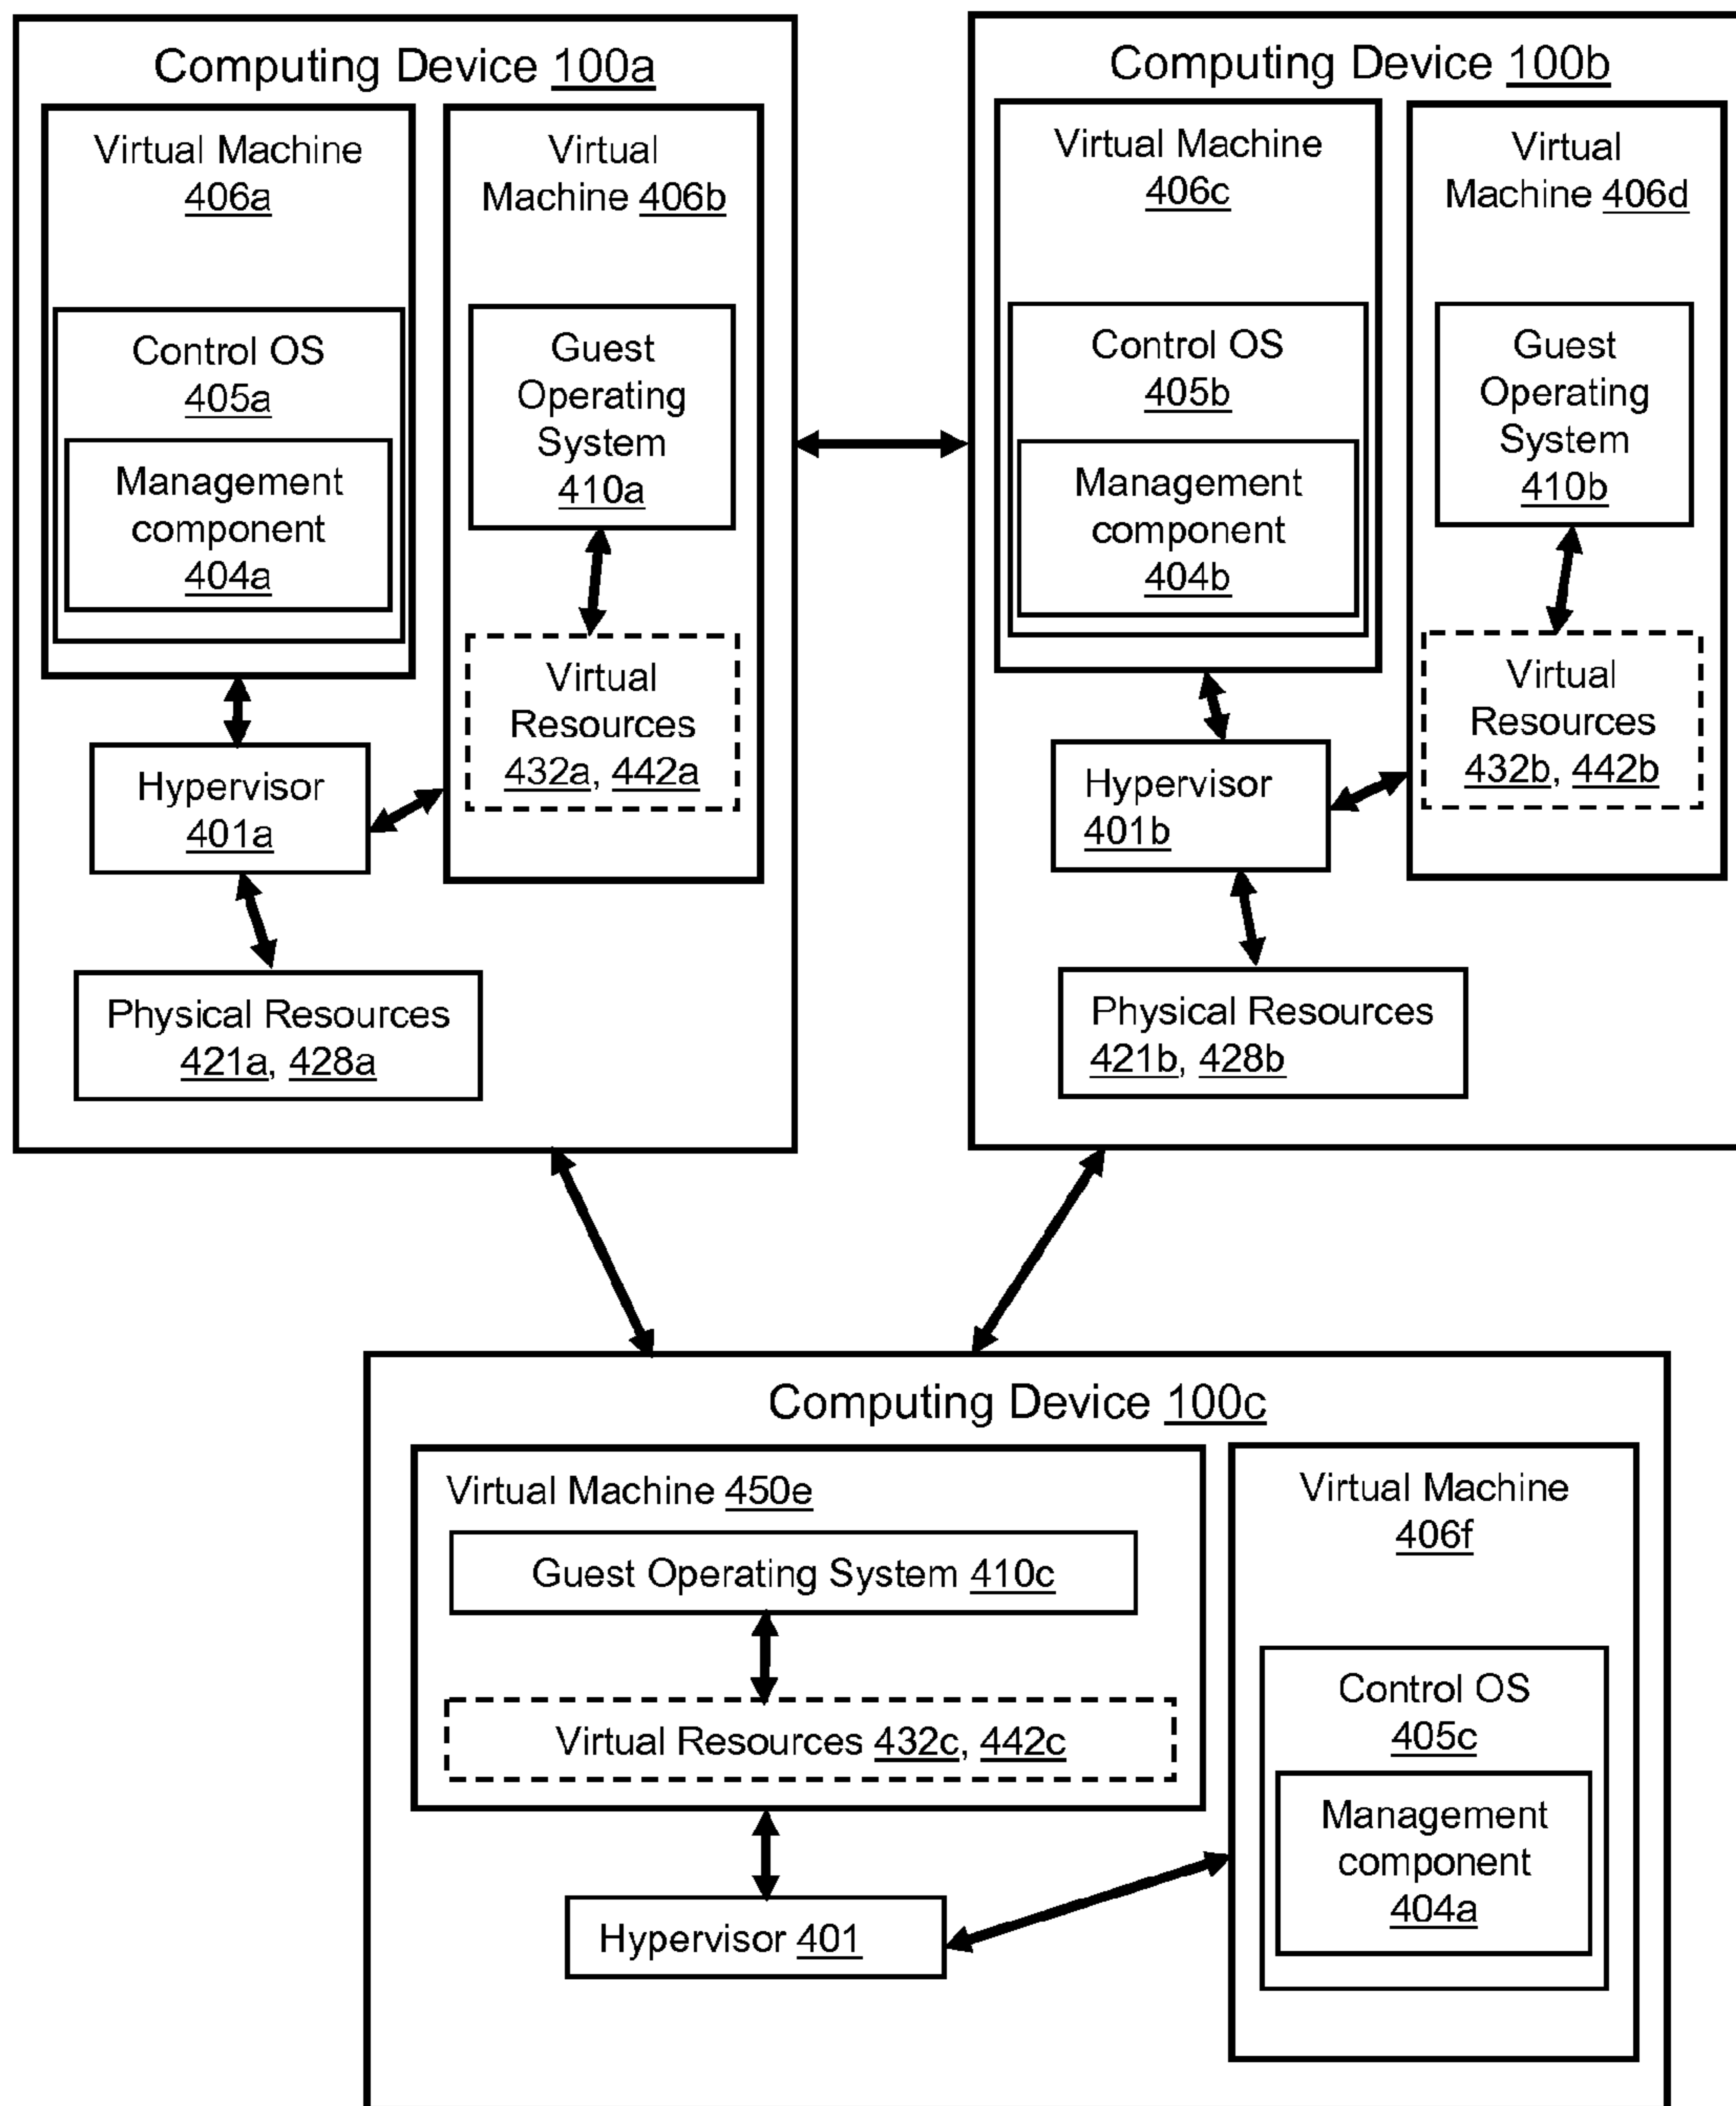 Computing Device 100a
Virtual Machine
406a
Control OS
405a
Management
component
404a
Virtual
Machine 406b
Guest
Operating
System
410a
Virtual
Resources
432a, 442a
Hypervisor
401a
Physical Resources
421a, 428a
Computing Device 100b
Virtual Machine
406c
Control OS
405b
Management
component
404b
Virtual
Machine 406d
Guest
Operating
System
410b
Virtual
Resources
432b, 442b
Hypervisor
401b
Physical Resources
421b, 428b
Computing Device 100c
Virtual Machine 450e
Guest Operating System 410c
Virtual Resources 432c, 442c
Hypervisor 401
Virtual Machine
406f
Control OS
405c
Management
component
404a